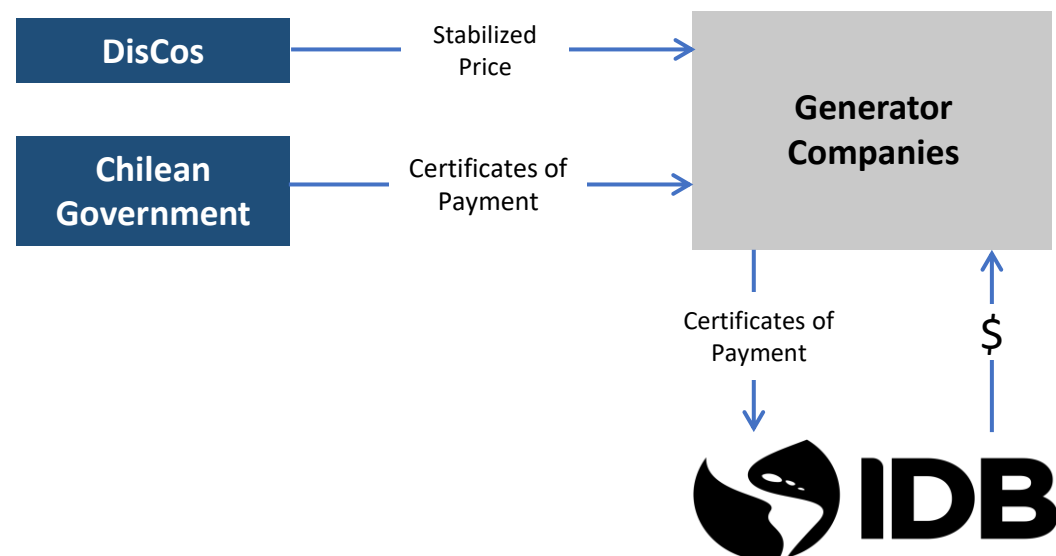 DisCos
Stabilized
Price
Generator
Companies
Chilean
Government
Certificates of
Payment
Certificates of
Payment
$
IDB